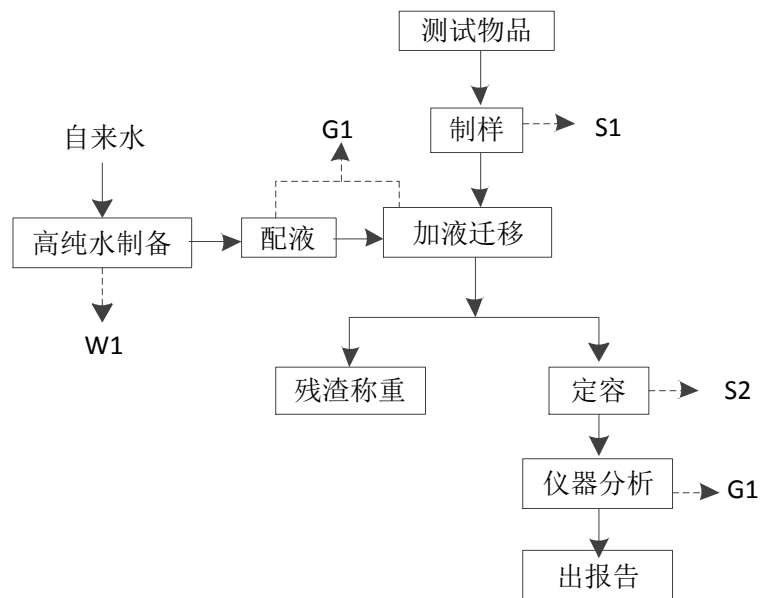 测试物品
制样
S1
G1
自来水
高纯水制备
配液
加液迁移
W1
残渣称重
定容
S2
仪器分析
G1
出报告